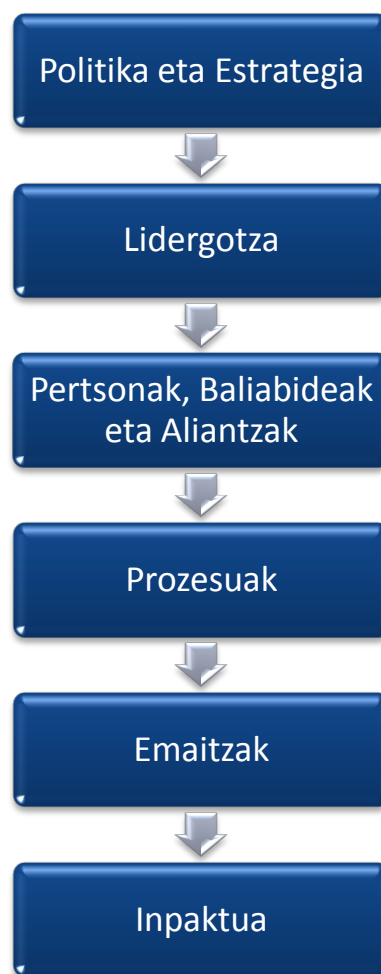 Politika eta Estrategia
Lidergotza
Pertsonak, Baliabideak
eta Aliantzak
Prozesuak
Emaitzak
Inpaktua